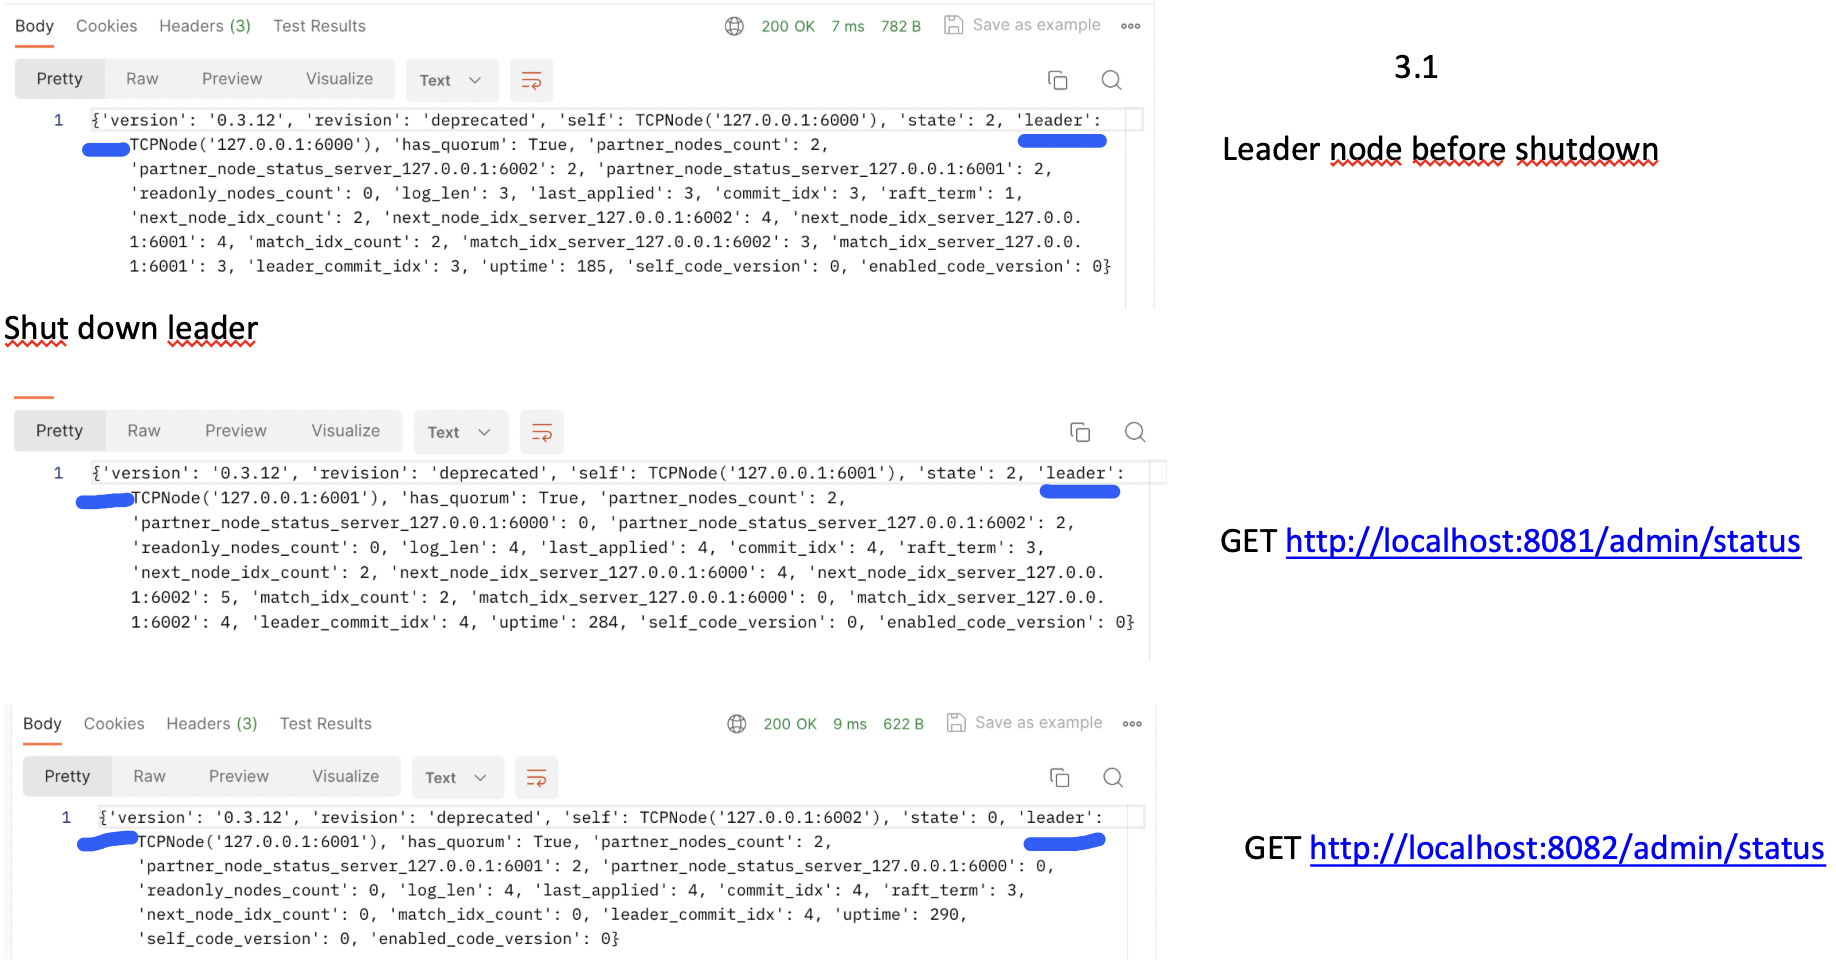 Body Cookies Headers (3) Test Results 200 OK 7 ms 782 B Save as example
Pretty Raw Preview Visualize Text
1 {'version': '0.3.12', 'revision': 'deprecated', 'self': TCPNode('127.0.0.1:6000'), 'state': 2, 'leader':
TCPNode('127.0.0.1:6000'), 'has_quorum': True, 'partner_nodes_count': 2,
'partner_node_status_server_127.0.0.1:6002': 2, 'partner_node_status_server_127.0.0.1:6001': 2,
'readonly_nodes_count': 0, 'log_len': 3, 'last_applied': 3, 'commit_idx': 3, 'raft_term': 1,
'next_node_idx_count': 2, 'next_node_idx_server_127.0.0.1:6002': 4, 'next_node_idx_server_127.0.0.
1:6001': 4, 'match_idx_count': 2, 'match_idx_server_127.0.0.1:6002': 3, 'match_idx_server_127.0.0.
1:6001': 3, 'leader_commit_idx': 3, 'uptime': 185, 'self_code_version': 0, 'enabled_code_version': 0}
3.1
Leader node before shutdown
Shut down leader
Pretty Raw Preview Visualize Text
1 {'version': '0.3.12', 'revision': 'deprecated', 'self': TCPNode('127.0.0.1:6001'), 'state': 2, 'leader':
TCPNode('127.0.0.1:6001'), 'has_quorum': True, 'partner_nodes_count': 2,
'partner_node_status_server_127.0.0.1:6000': 0, 'partner_node_status_server_127.0.0.1:6002': 2,
'readonly_nodes_count': 0, 'log_len': 4, 'last_applied': 4, 'commit_idx': 4, 'raft_term': 3,
'next_node_idx_count': 2, 'next_node_idx_server_127.0.0.1:6000': 4, 'next_node_idx_server_127.0.0.
1:6002': 5, 'match_idx_count': 2, 'match_idx_server_127.0.0.1:6000': 0, 'match_idx_server_127.0.0.
1:6002': 4, 'leader_commit_idx': 4, 'uptime': 284, 'self_code_version': 0, 'enabled_code_version': 0}
GET http://localhost:8081/admin/status
Body Cookies Headers (3) Test Results 200 OK 9 ms 622 B Save as example
Pretty Raw Preview Visualize Text
1 {'version': '0.3.12', 'revision': 'deprecated', 'self': TCPNode('127.0.0.1:6002'), 'state': 0, 'leader':
TCPNode('127.0.0.1:6001'), 'has_quorum': True, 'partner_nodes_count': 2,
'partner_node_status_server_127.0.0.1:6001': 2, 'partner_node_status_server_127.0.0.1:6000': 0,
'readonly_nodes_count': 0, 'log_len': 4, 'last_applied': 4, 'commit_idx': 4, 'raft_term': 3,
'next_node_idx_count': 0, 'match_idx_count': 0, 'leader_commit_idx': 4, 'uptime': 290,
'self_code_version': 0, 'enabled_code_version': 0}
GET http://localhost:8082/admin/status